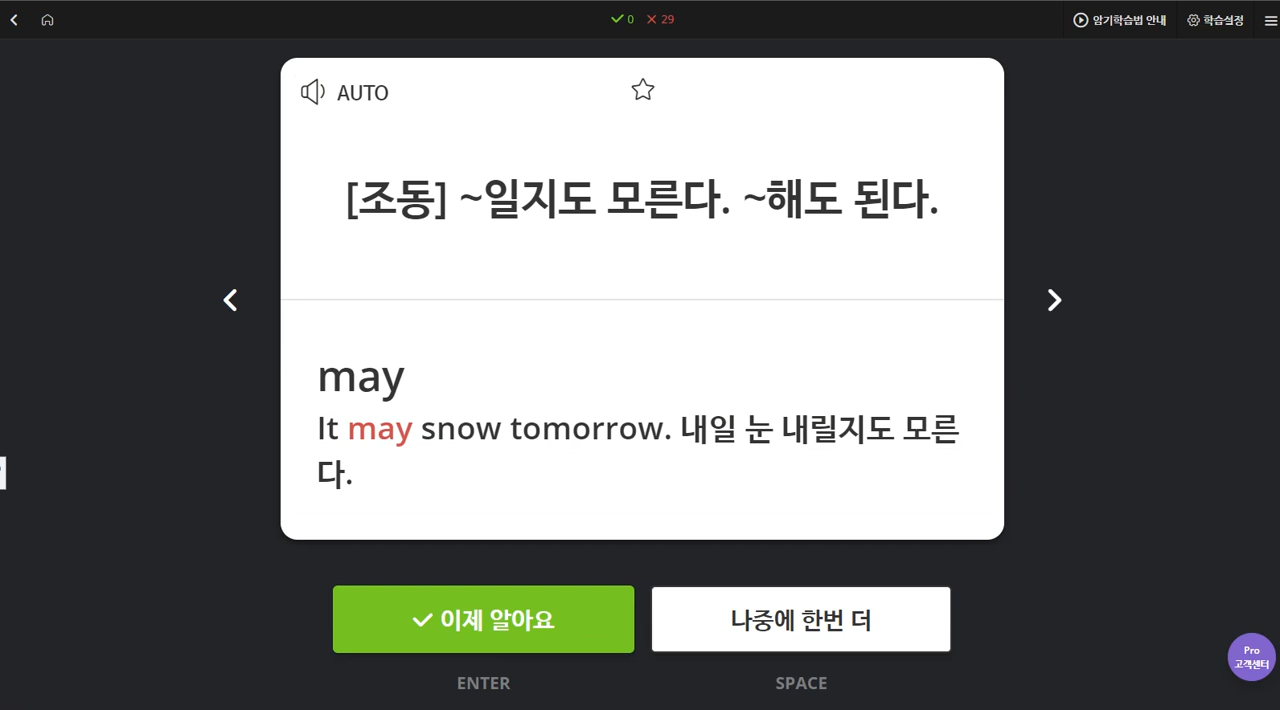 0 29
암기학습법 안내
학습설정
AUTO
[조동] ~일지도 모른다. ~해도 된다.
may
It may snow tomorrow. 내일 눈 내릴지도 모른
다.
이제 알아요
나중에 한번 더
ENTER
SPACE
Pro
고객센터